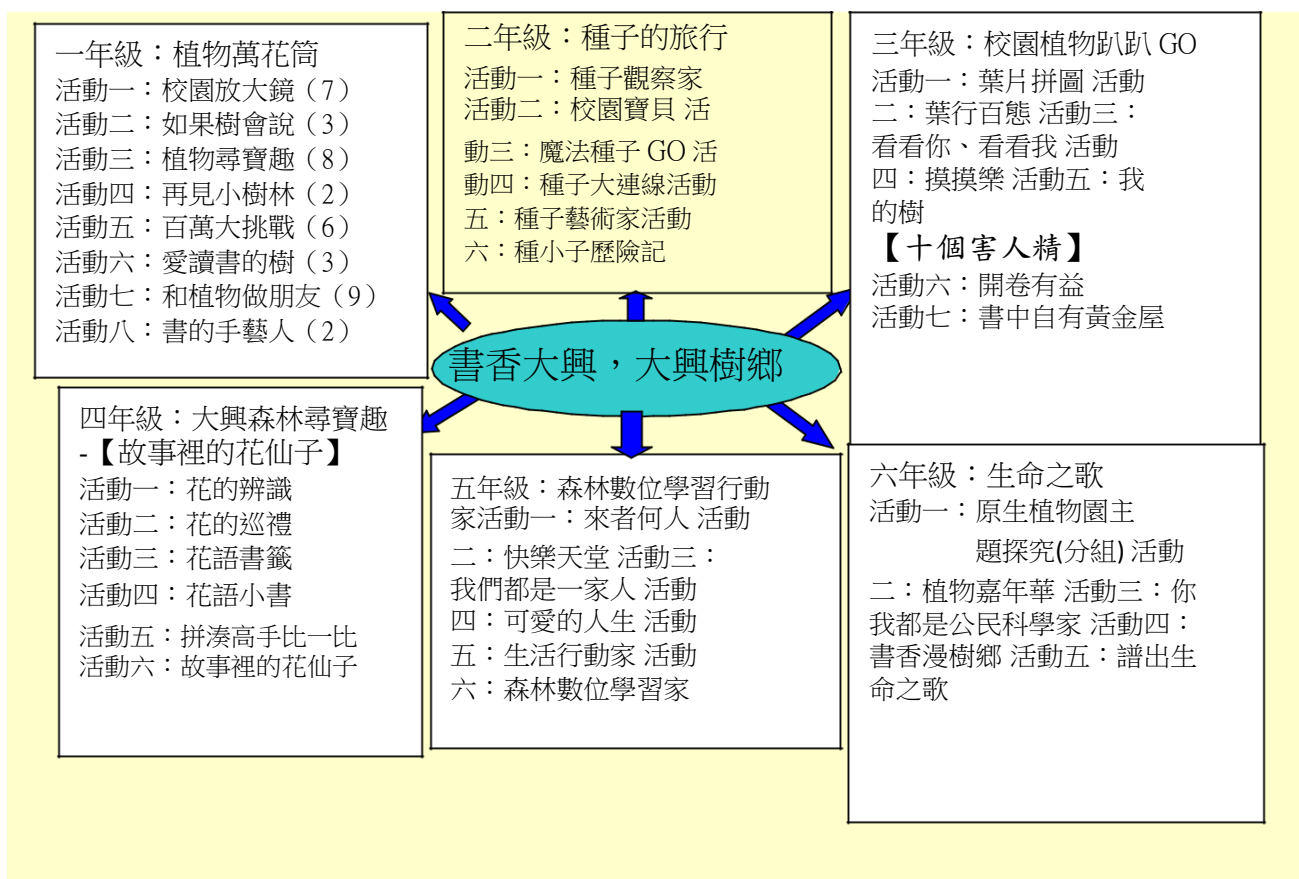 一年級：植物萬花筒
活動一：校園放大鏡（7）
活動二：如果樹會說（3）
活動三：植物尋寶趣（8）
活動四：再見小樹林（2）
活動五：百萬大挑戰（6）
活動六：愛讀書的樹（3）
活動七：和植物做朋友（9）
活動八：書的手藝人（2）
二年級：種子的旅行
活動一：種子觀察家
活動二：校園寶貝 活
動三：魔法種子 GO 活
動四：種子大連線活動
五：種子藝術家活動
六：種小子歷險記
三年級：校園植物趴趴 GO
活動一：葉片拼圖 活動
二：葉行百態 活動三：
看看你、看看我 活動
四：摸摸樂 活動五：我
的樹
【十個害人精】
活動六：開卷有益
活動七：書中自有黃金屋
書香大興，大興樹鄉
四年級：大興森林尋寶趣
-【故事裡的花仙子】
活動一：花的辨識
活動二：花的巡禮
活動三：花語書籤
活動四：花語小書
活動五：拼湊高手比一比
活動六：故事裡的花仙子
五年級：森林數位學習行動
家活動一：來者何人 活動
二：快樂天堂 活動三：
我們都是一家人 活動
四：可愛的人生 活動
五：生活行動家 活動
六：森林數位學習家
六年級：生命之歌
活動一：原生植物園主
題探究(分組) 活動
二：植物嘉年華 活動三：你
我都是公民科學家 活動四：
書香漫樹鄉 活動五：譜出生
命之歌